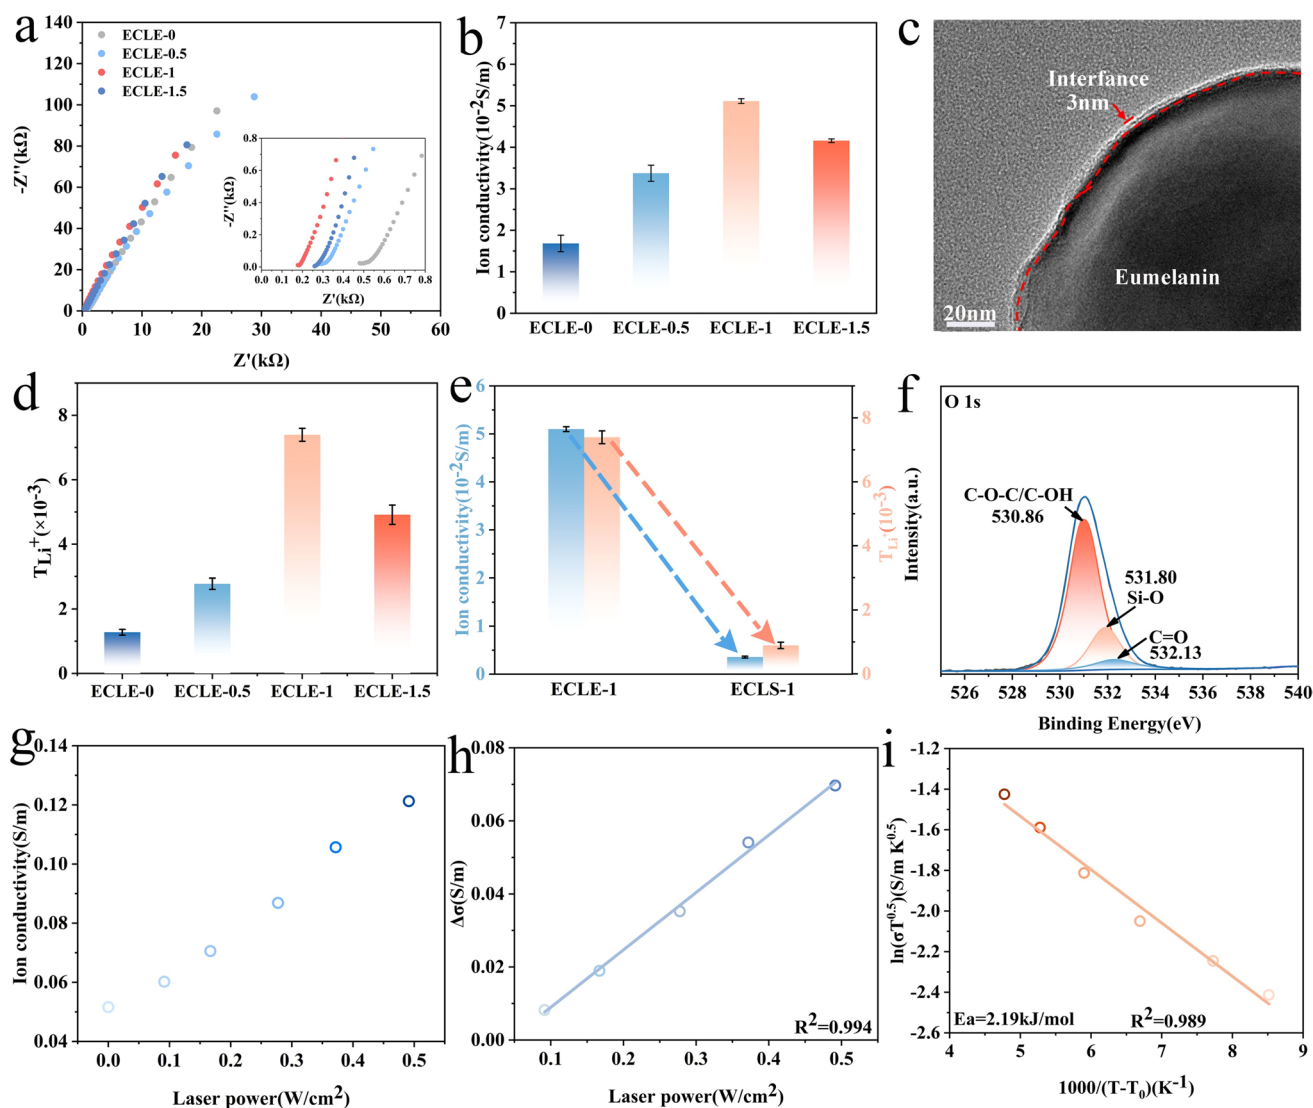 a
140
120
100
80
60
40
20
0
-Z''(kΩ)
ECLE-0
ECLE-0.5
ECLE-1
ECLE-1.5
0.8
0.6
0.4
0.2
0.0
-Z''(kΩ)
0.0 0.1 0.2 0.3 0.4 0.5 0.6 0.7 0.8
Z'(kΩ)
0 10 20 30 40 50 60
Z'(kΩ)
b
7
6
5
4
3
2
1
0
Ion conductivity(10⁻²S/m)
ECLE-0 ECLE-0.5 ECLE-1 ECLE-1.5
c
Interfance
3nm
Eumelanin
20nm
d
8
6
4
2
0
T_Li⁺(×10⁻³)
ECLE-0 ECLE-0.5 ECLE-1 ECLE-1.5
e
6
5
4
3
2
1
0
Ion conductivity(10⁻²S/m)
8
6
4
2
0
T_Li⁺(10⁻³)
ECLE-1 ECLS-1
f
O 1s
C-O-C/C-OH
530.86
531.80
Si-O
C=O
532.13
Intensity(a.u.)
526 528 530 532 534 536 538 540
Binding Energy(eV)
g
0.14
0.12
0.10
0.08
0.06
0.04
Ion conductivity(S/m)
0.0 0.1 0.2 0.3 0.4 0.5
Laser power(W/cm²)
h
0.08
0.06
0.04
0.02
0.00
Δσ(S/m)
R²=0.994
0.1 0.2 0.3 0.4 0.5
Laser power(W/cm²)
i
-1.2
-1.4
-1.6
-1.8
-2.0
-2.2
-2.4
-2.6
ln(σT⁰·⁵)(S/m K⁰·⁵)
Ea=2.19kJ/mol R²=0.989
4 5 6 7 8 9
1000/(T-T₀)(K⁻¹)